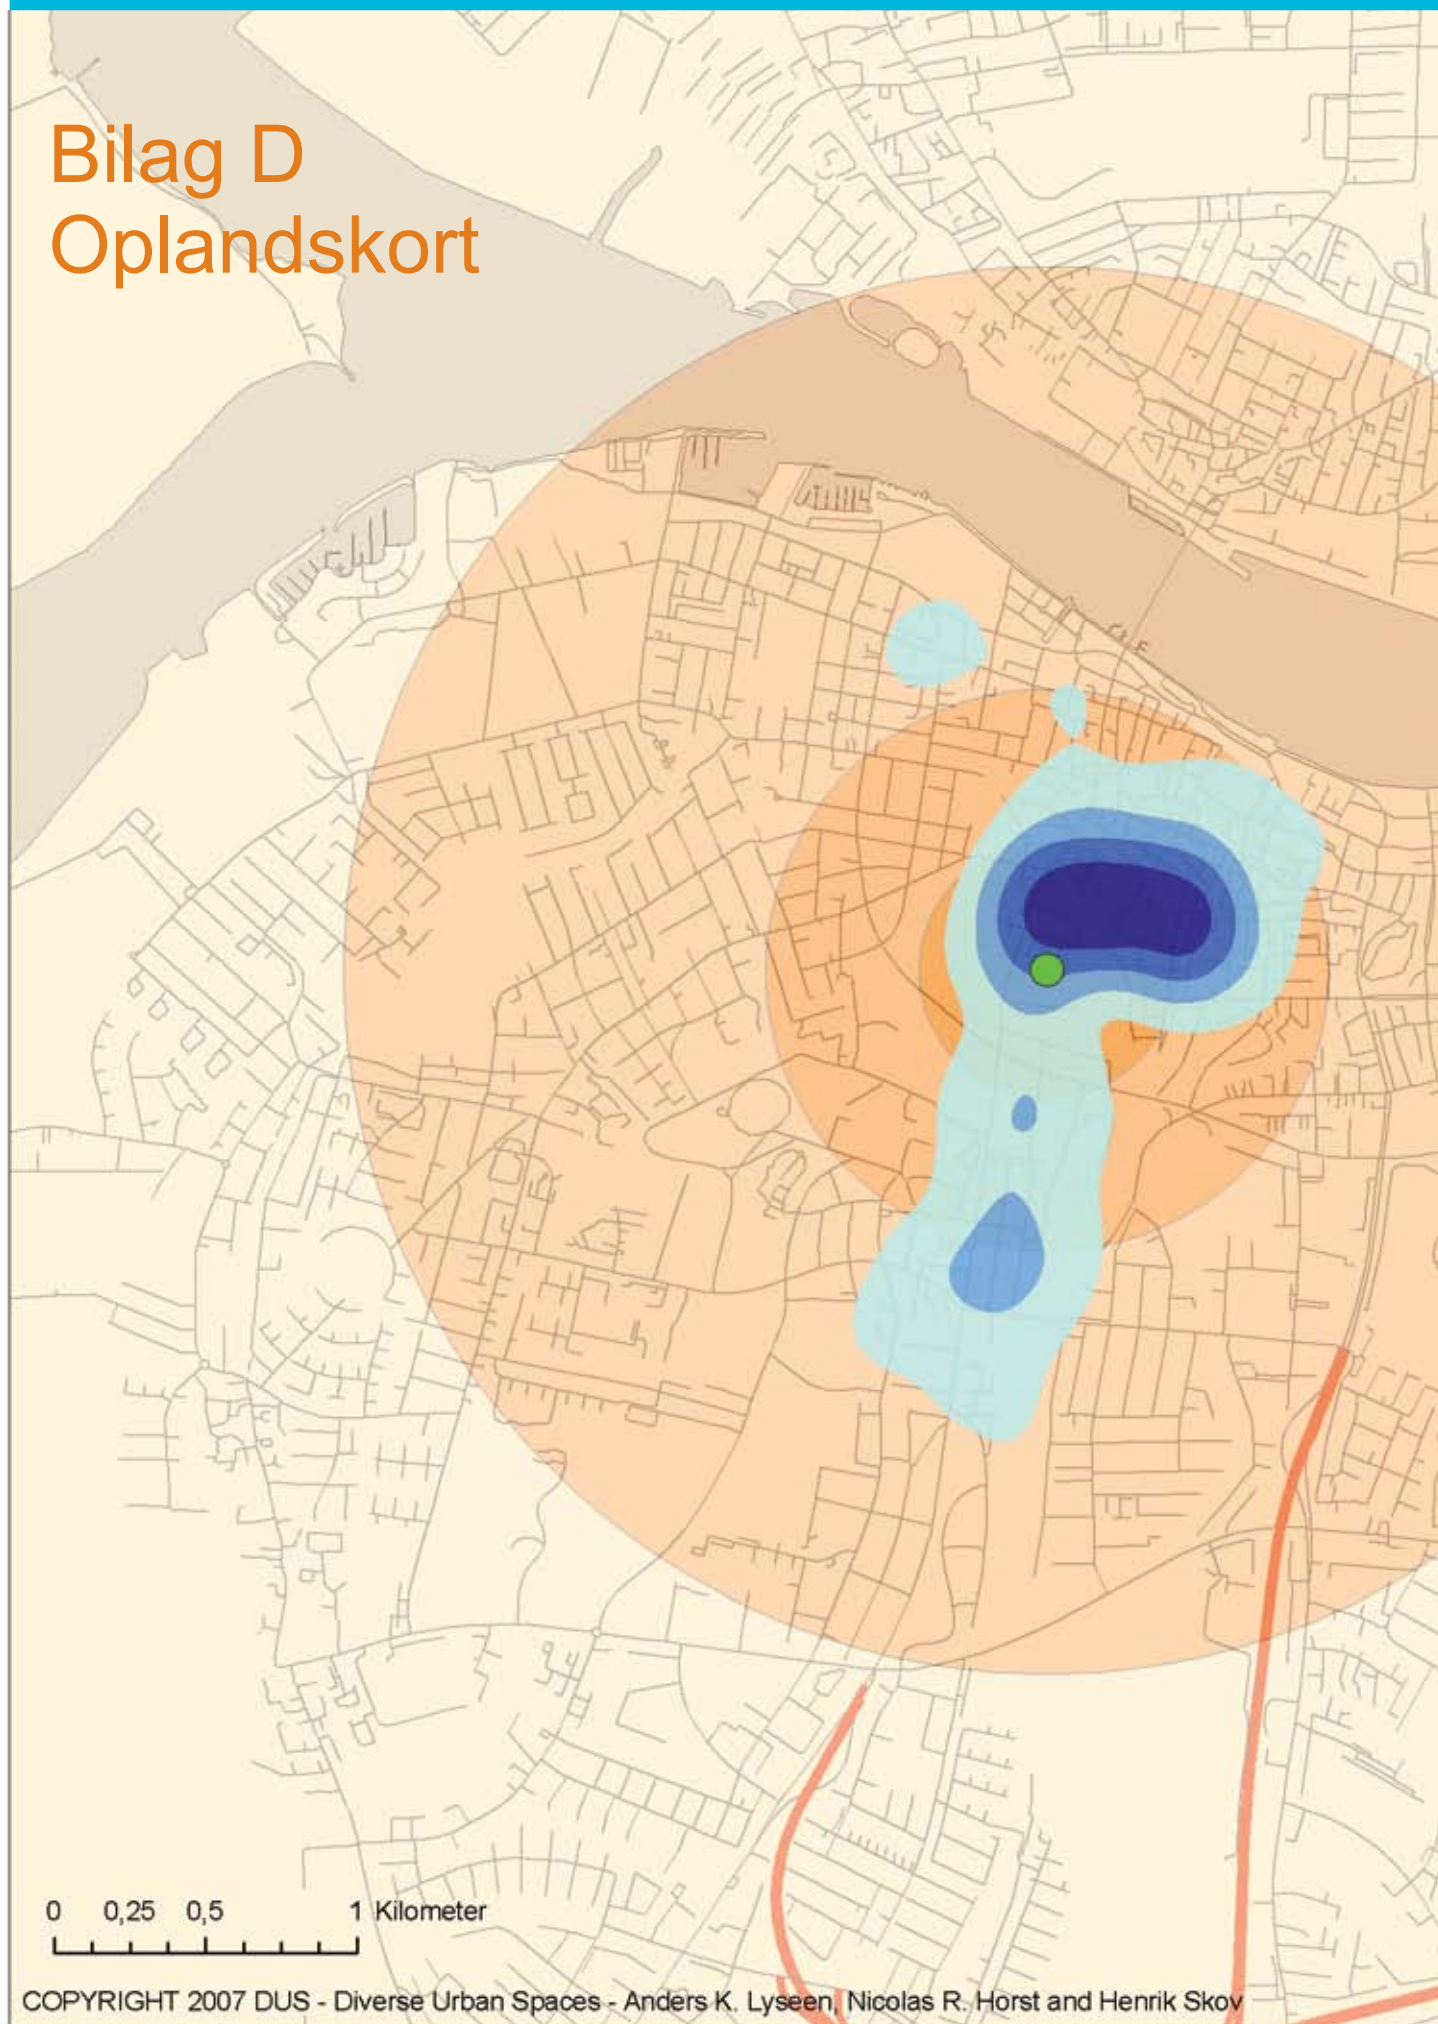 Bilag D
Oplandskort
0 0,25 0,5 1 Kilometer
COPYRIGHT 2007 DUS - Diverse Urban Spaces - Anders K. Lyseen, Nicolas R. Horst and Henrik Skov